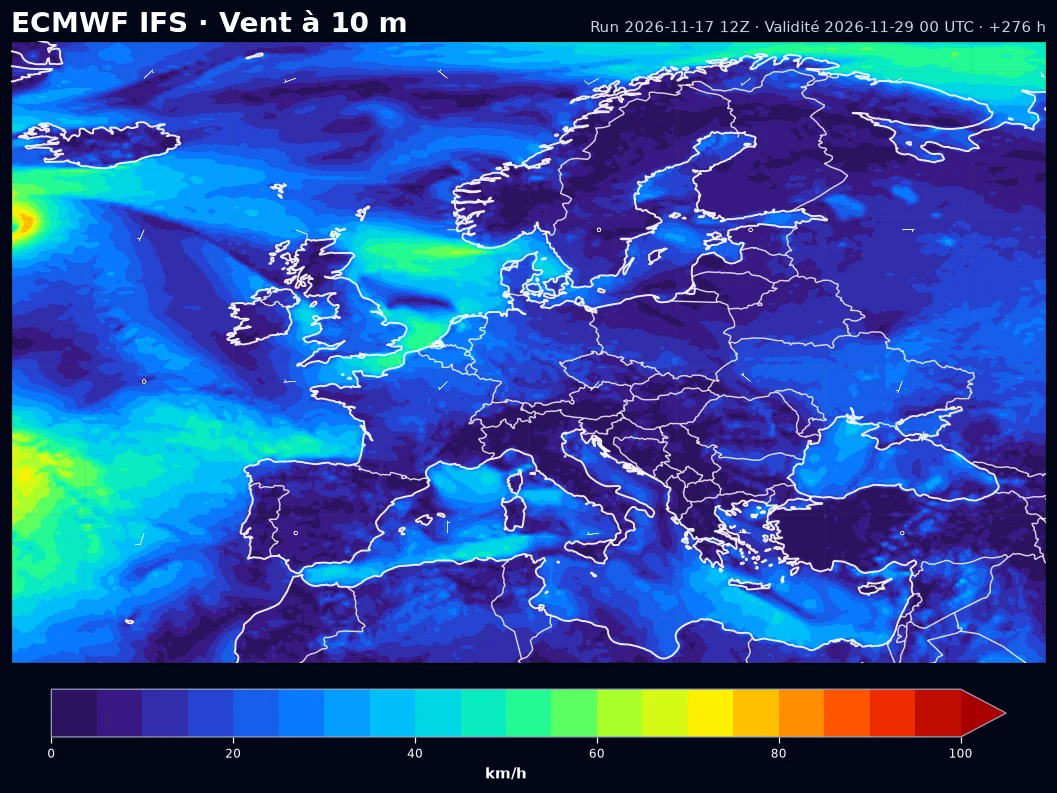 ECMWF IFS · Vent à 10 m
Run 2026-11-17 12Z · Validité 2026-11-29 00 UTC · +276 h
0 20 40 60 80 100
km/h